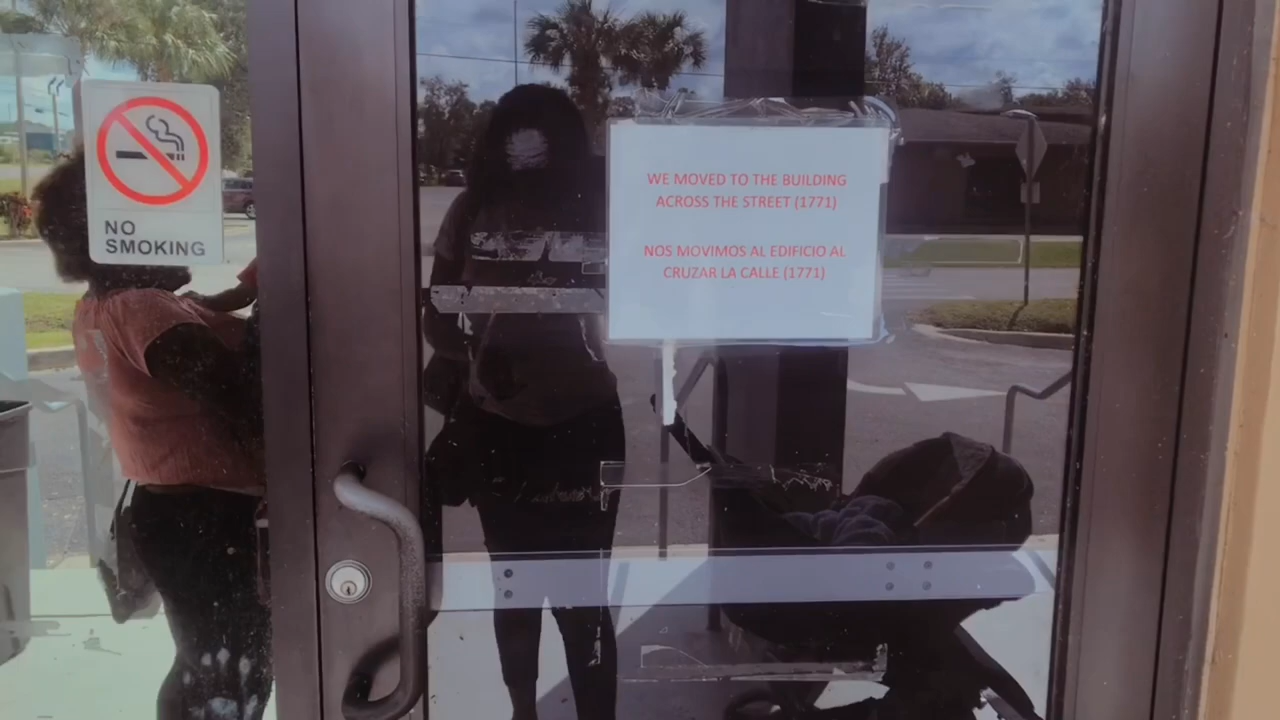 NO
SMOKING
WE MOVED TO THE BUILDING
ACROSS THE STREET (1771)
NOS MOVIMOS AL EDIFICIO AL
CRUZAR LA CALLE (1771)